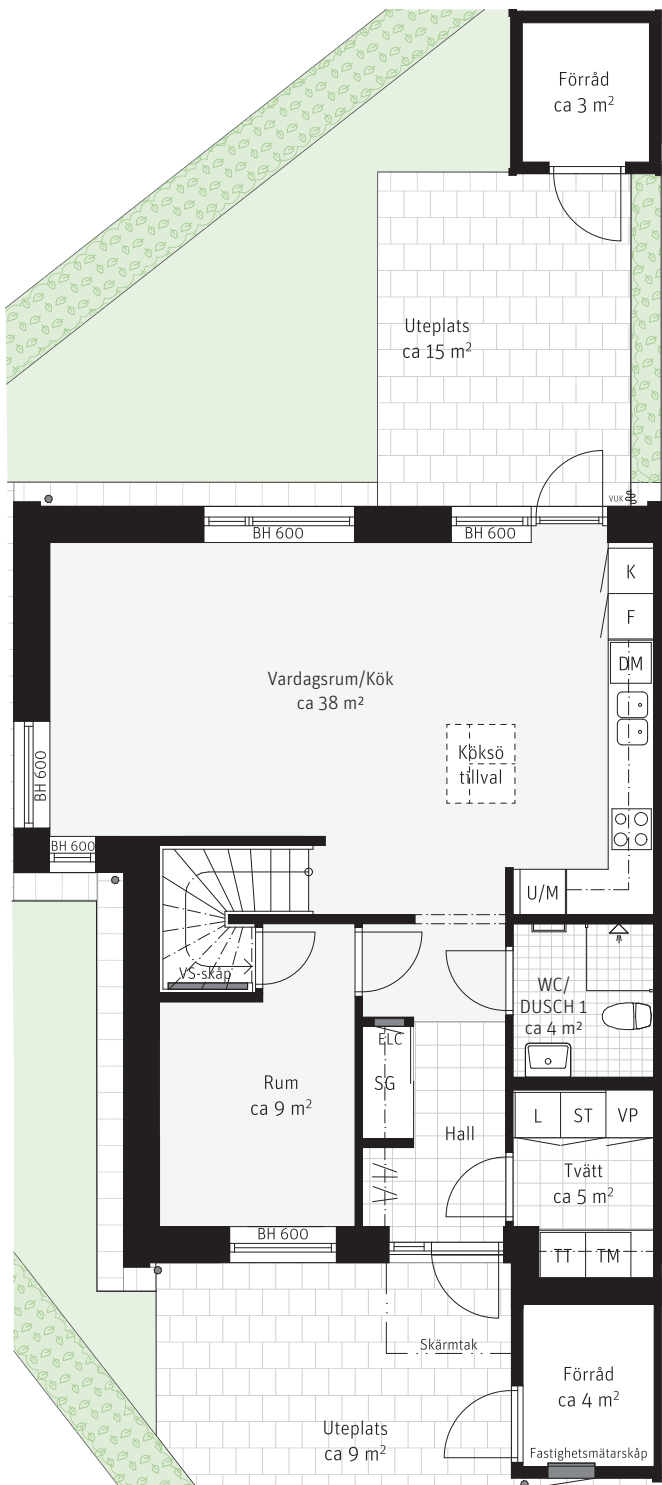 Förråd
ca 3 m²
Uteplats
ca 15 m²
VUK
BH 600
BH 600
K
F
DM
Vardagsrum/Kök
ca 38 m²
Köksö
tillval
BH 600
BH 600
U/M
VS-skåp
WC/
DUSCH 1
ca 4 m²
ELC
SG
Rum
ca 9 m²
L
ST
VP
Hall
Tvätt
ca 5 m²
BH 600
TT
TM
Skärmtak
Förråd
ca 4 m²
Uteplats
ca 9 m²
Fastighetsmätarskåp